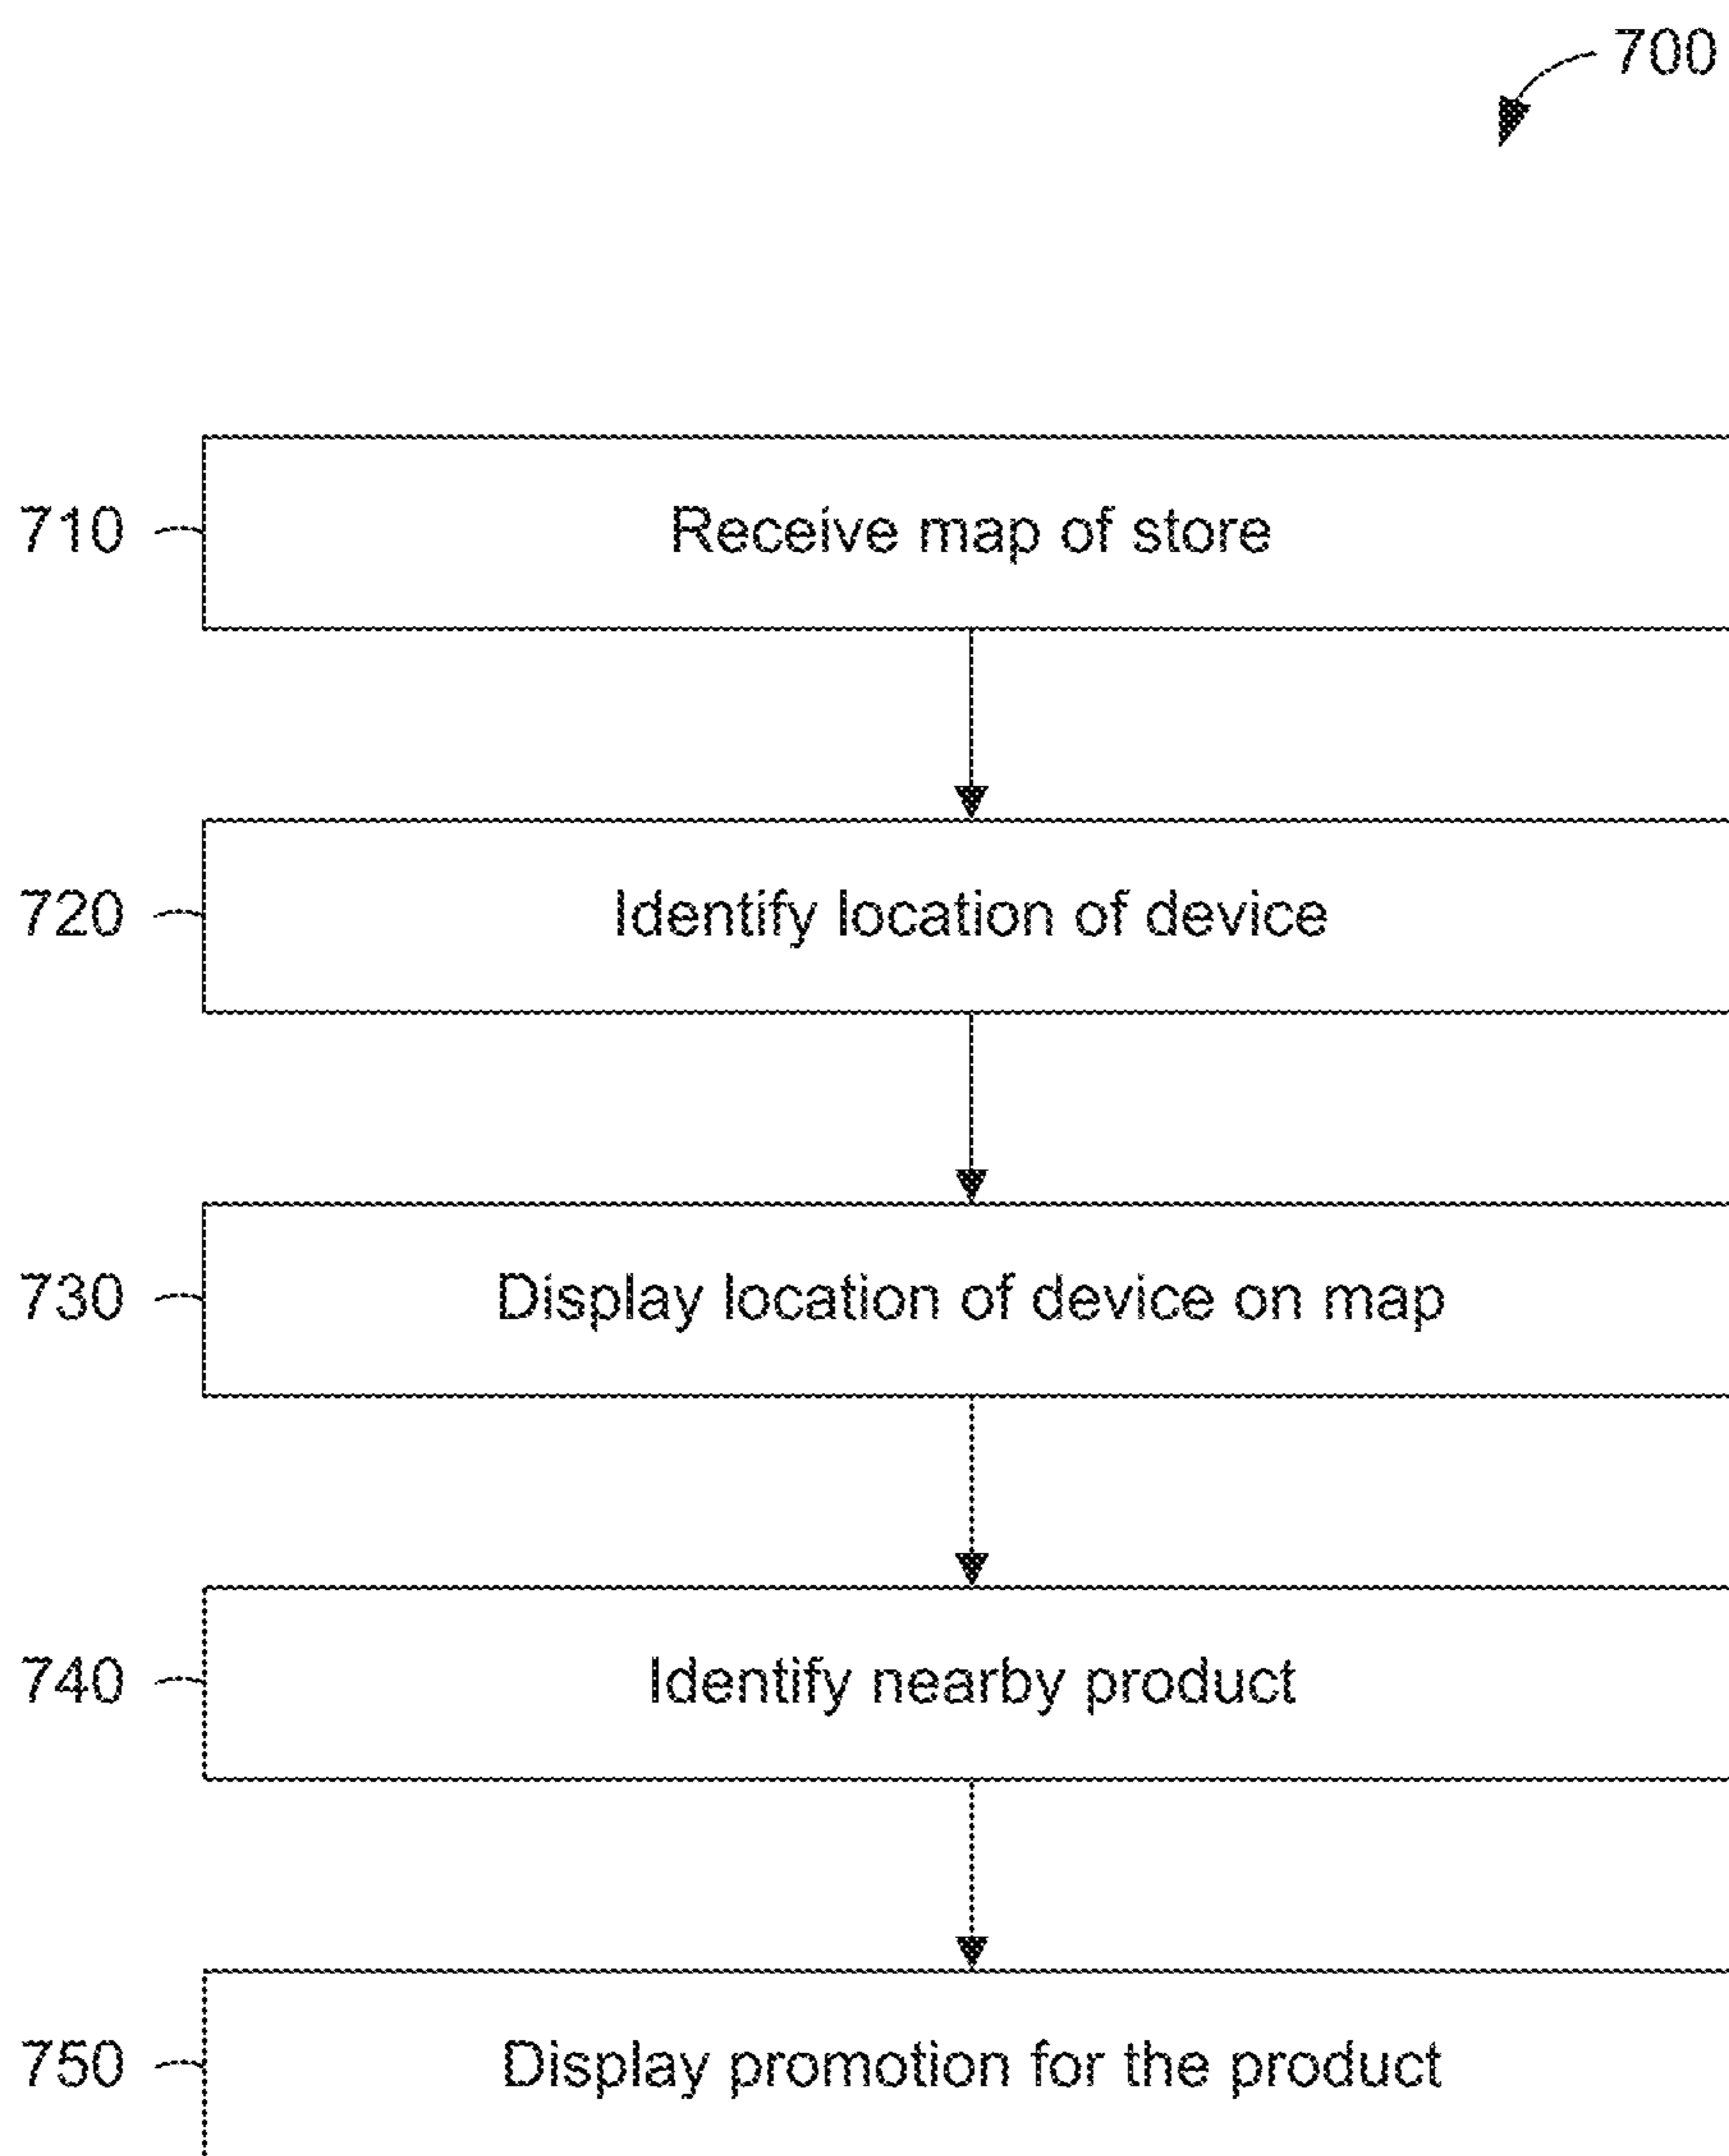 700
710 Receive map of store
720 Identify location of device
730 Display location of device on map
740 Identify nearby product
750 Display promotion for the product